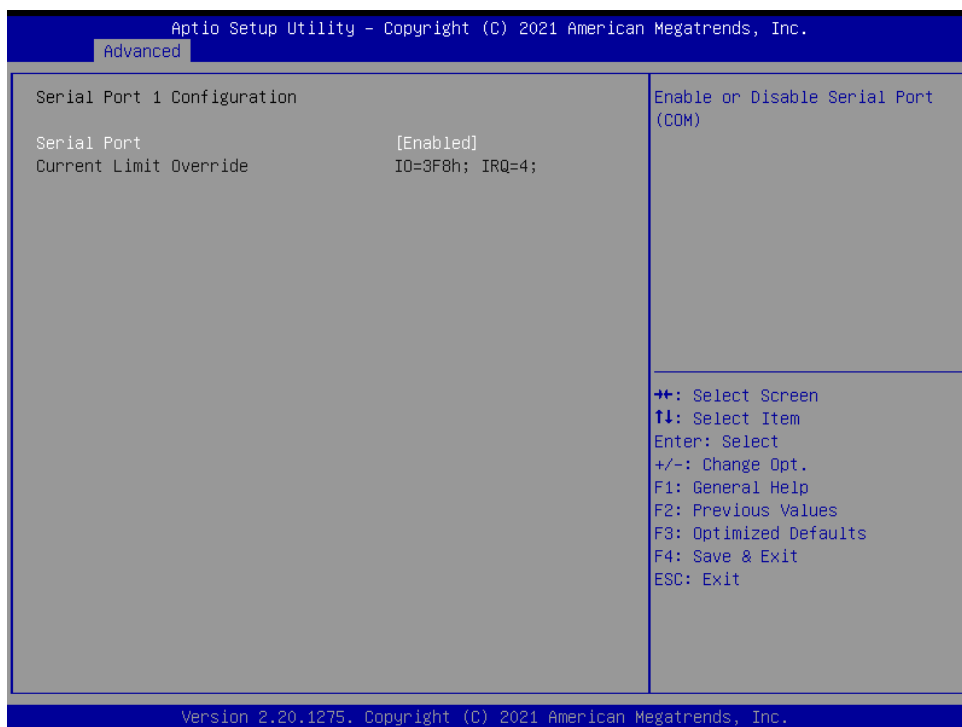 Aptio Setup Utility – Copyright (C) 2021 American Megatrends, Inc.
Advanced
Serial Port 1 Configuration
Serial Port [Enabled]
Current Limit Override IO=3F8h; IRQ=4;
Enable or Disable Serial Port
(COM)
→←: Select Screen
↑↓: Select Item
Enter: Select
+/-: Change Opt.
F1: General Help
F2: Previous Values
F3: Optimized Defaults
F4: Save & Exit
ESC: Exit
Version 2.20.1275. Copyright (C) 2021 American Megatrends, Inc.